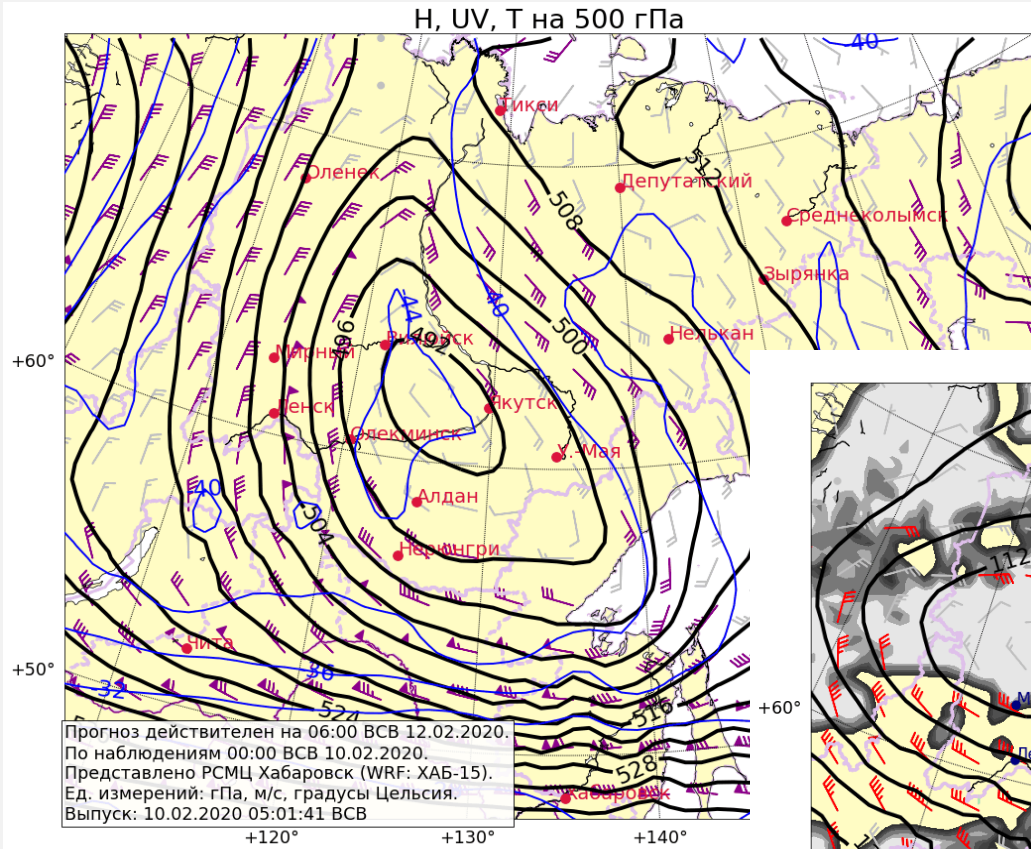 H, UV, T на 500 гПа
40
Тикси
Оленек
512
Депутатский
508
Среднеколымск
Зырянка
44
40
496
492
500
Вилюйск
Нелькан
Мирный
+60°
Ленск
Якутск
Олекминск
У.-Мая
40
Алдан
504
112
Нерюнгри
Чита
+50°
36
32
524
516
+60°
М
Ле
528
Хабаровск
Прогноз действителен на 06:00 ВСВ 12.02.2020.
По наблюдениям 00:00 ВСВ 10.02.2020.
Представлено РСМЦ Хабаровск (WRF: ХАБ-15).
Ед. измерений: гПа, м/с, градусы Цельсия.
Выпуск: 10.02.2020 05:01:41 ВСВ
+120°
+130°
+140°